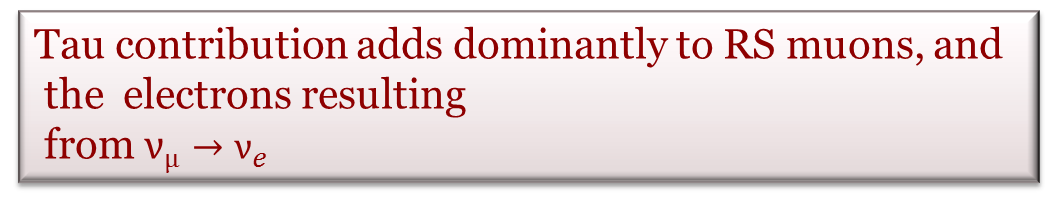 Tau contribution adds dominantly to RS muons, and
the electrons resulting
from ν_μ → ν_e